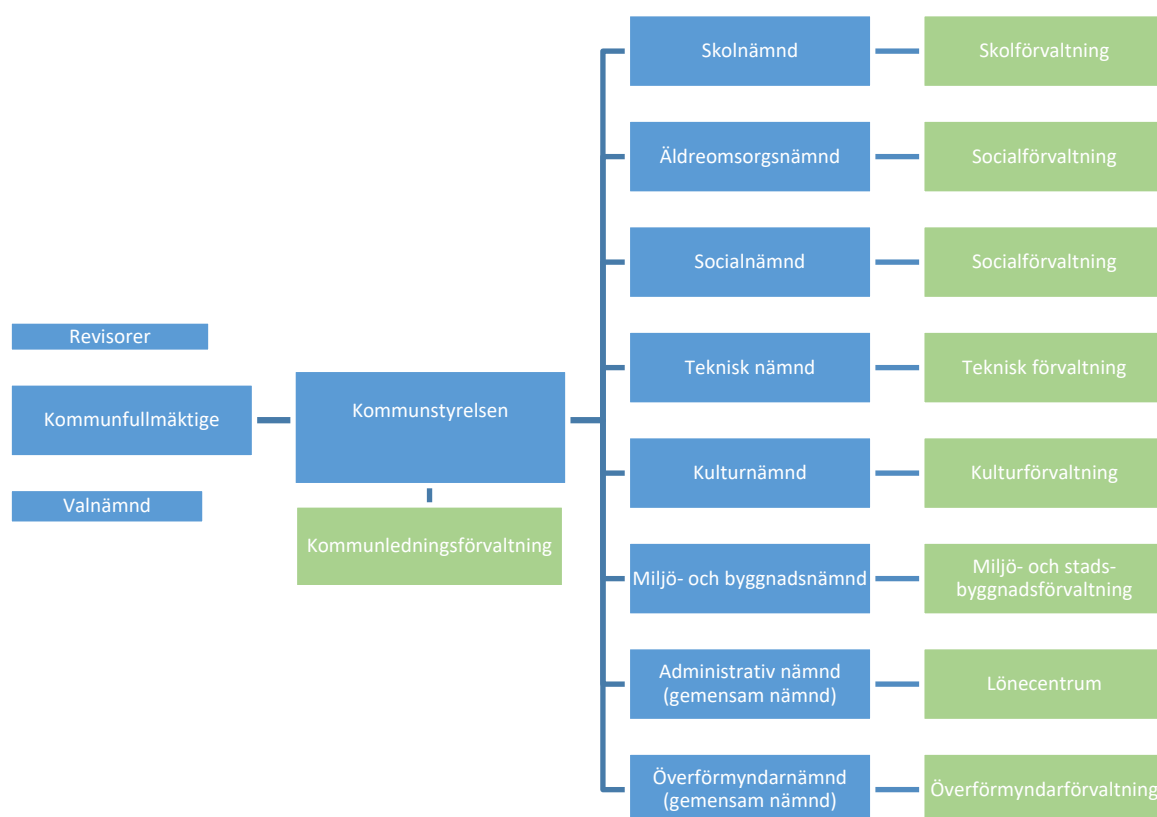 Revisorer
Kommunfullmäktige
Valnämnd
Kommunstyrelsen
Kommunledningsförvaltning
Skolnämnd
Skolförvaltning
Äldreomsorgsnämnd
Socialförvaltning
Socialnämnd
Socialförvaltning
Teknisk nämnd
Teknisk förvaltning
Kulturnämnd
Kulturförvaltning
Miljö- och byggnadsnämnd
Miljö- och stads-
byggnadsförvaltning
Administrativ nämnd
(gemensam nämnd)
Lönecentrum
Överförmyndarnämnd
(gemensam nämnd)
Överförmyndarförvaltning